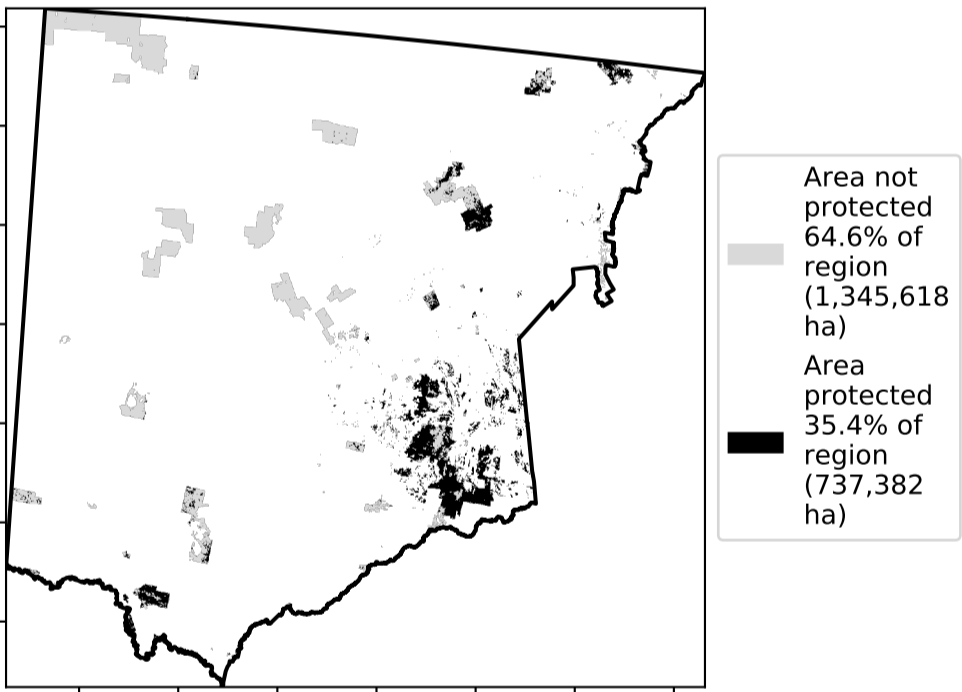 Area not
protected
64.6% of
region
(1,345,618
ha)
Area
protected
35.4% of
region
(737,382
ha)